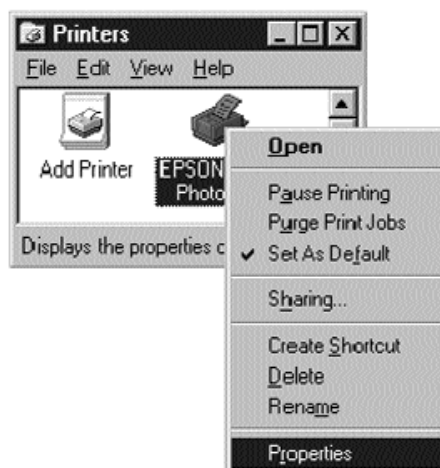 Printers
File Edit View Help
Add Printer
EPSON
Photo
Displays the properties
Open
Pause Printing
Purge Print Jobs
Set As Default
Sharing...
Create Shortcut
Delete
Rename
Properties